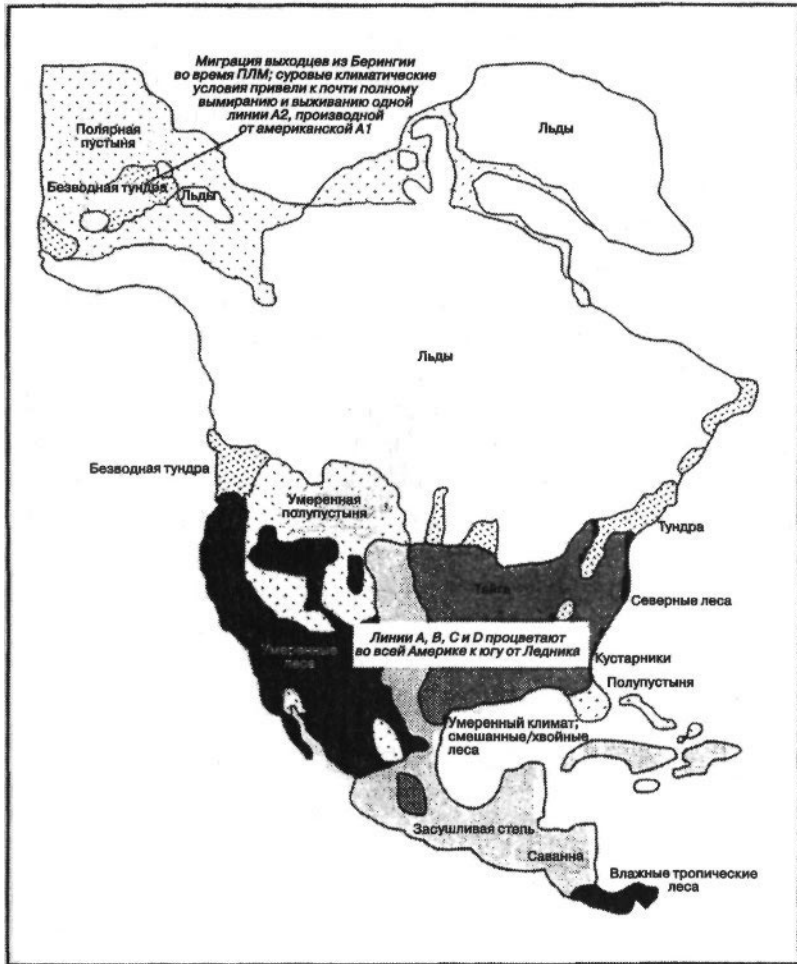 Миграция выходцев из Берингии
во время ПЛМ; суровые климатические
условия привели к почти полному
вымиранию и выживанию одной
линии А2, производной
от американской А1
Льды
Полярная
пустыня
Безводная тундра
Льды
Льды
Безводная тундра
Умеренная
полупустыня
Тундра
Тайга
Северные леса
Линии А, В, С и D процветают
во всей Америке к югу от Ледника
Умеренные
леса
Кустарники
Полупустыня
Умеренный климат;
смешанные/хвойные
леса
Засушливая степь
Саванна
Влажные тропические
леса